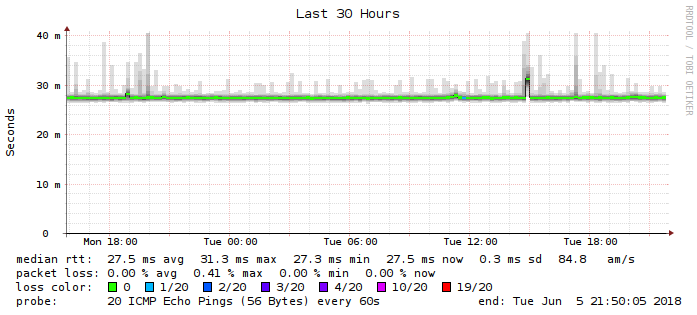 Last 30 Hours
RRDTOOL / TOBI OETIKER
Seconds
40 m
30 m
20 m
10 m
0
Mon 18:00 Tue 00:00 Tue 06:00 Tue 12:00 Tue 18:00
median rtt: 27.5 ms avg 31.3 ms max 27.3 ms min 27.5 ms now 0.3 ms sd 84.8 am/s
packet loss: 0.00 % avg 0.41 % max 0.00 % min 0.00 % now
loss color: 0 1/20 2/20 3/20 4/20 10/20 19/20
probe: 20 ICMP Echo Pings (56 Bytes) every 60s end: Tue Jun 5 21:50:05 2018